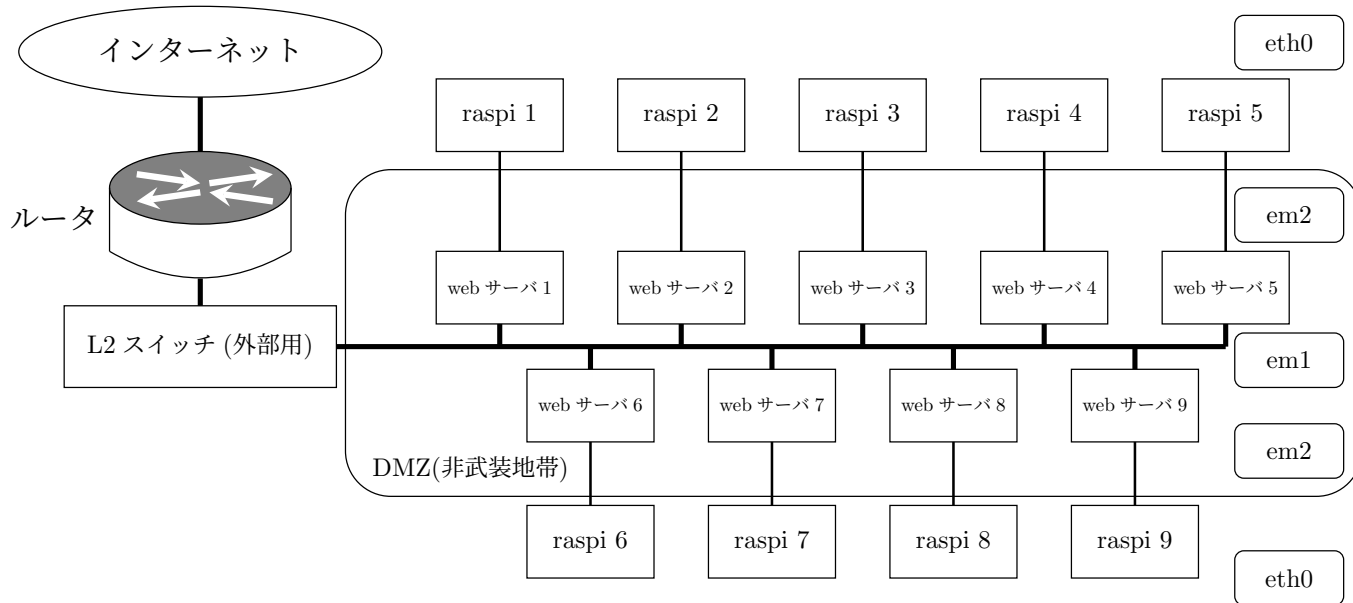 インターネット
eth0
raspi 1
raspi 2
raspi 3
raspi 4
raspi 5
ルータ
em2
web サーバ 1
web サーバ 2
web サーバ 3
web サーバ 4
web サーバ 5
L2 スイッチ (外部用)
em1
web サーバ 6
web サーバ 7
web サーバ 8
web サーバ 9
em2
DMZ(非武装地帯)
raspi 6
raspi 7
raspi 8
raspi 9
eth0